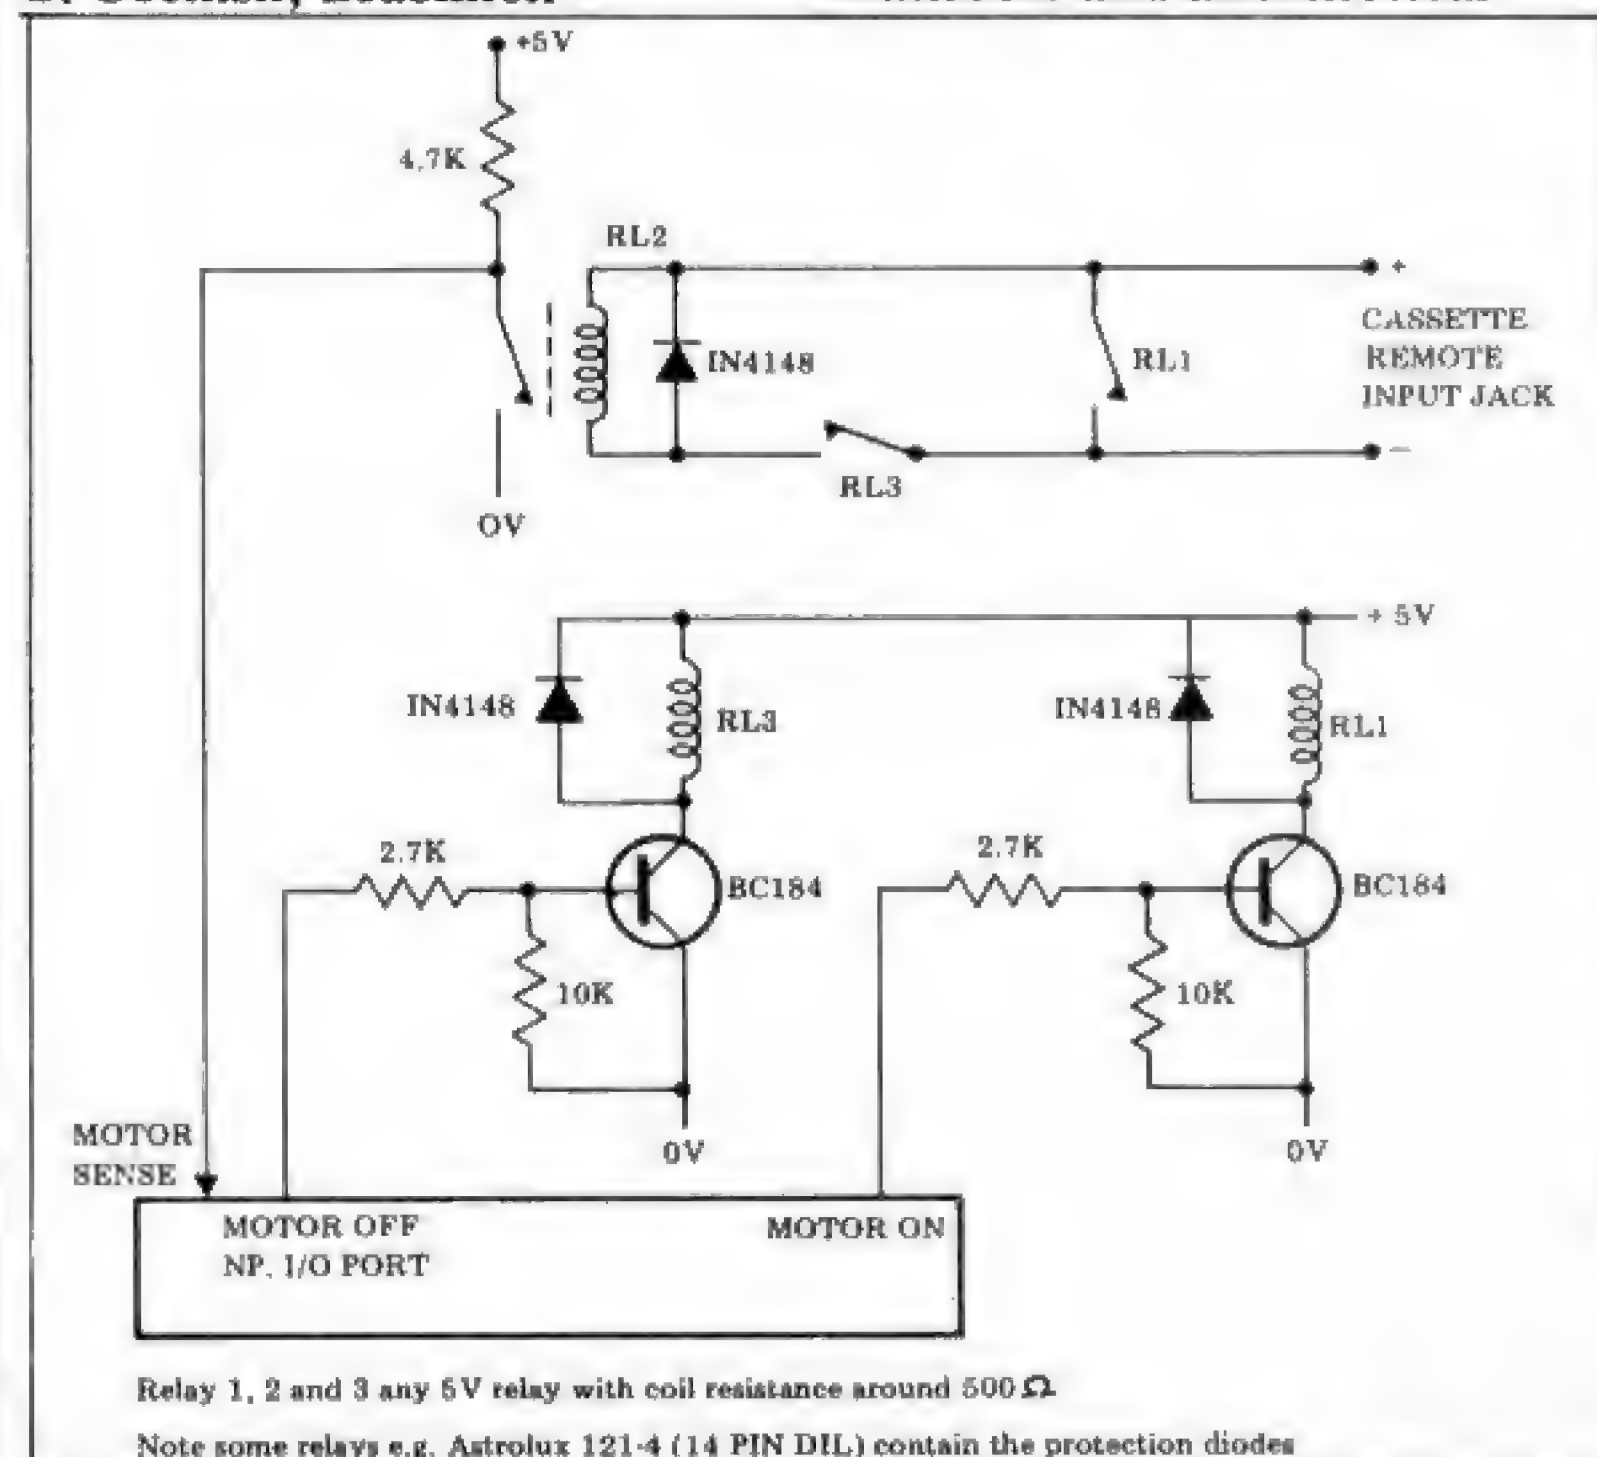 +5V
4.7K
RL2
+
CASSETTE
REMOTE
INPUT JACK
IN4148
RL1
RL3
–
0V
+ 5V
IN4148
RL3
IN4148
RL1
2.7K
BC184
2.7K
BC184
10K
10K
MOTOR
SENSE
0V
0V
MOTOR OFF
MOTOR ON
NP. I/O PORT
Relay 1, 2 and 3 any 5V relay with coil resistance around 500 Ω
Note some relays e.g. Astrolux 121-4 (14 PIN DIL) contain the protection diodes